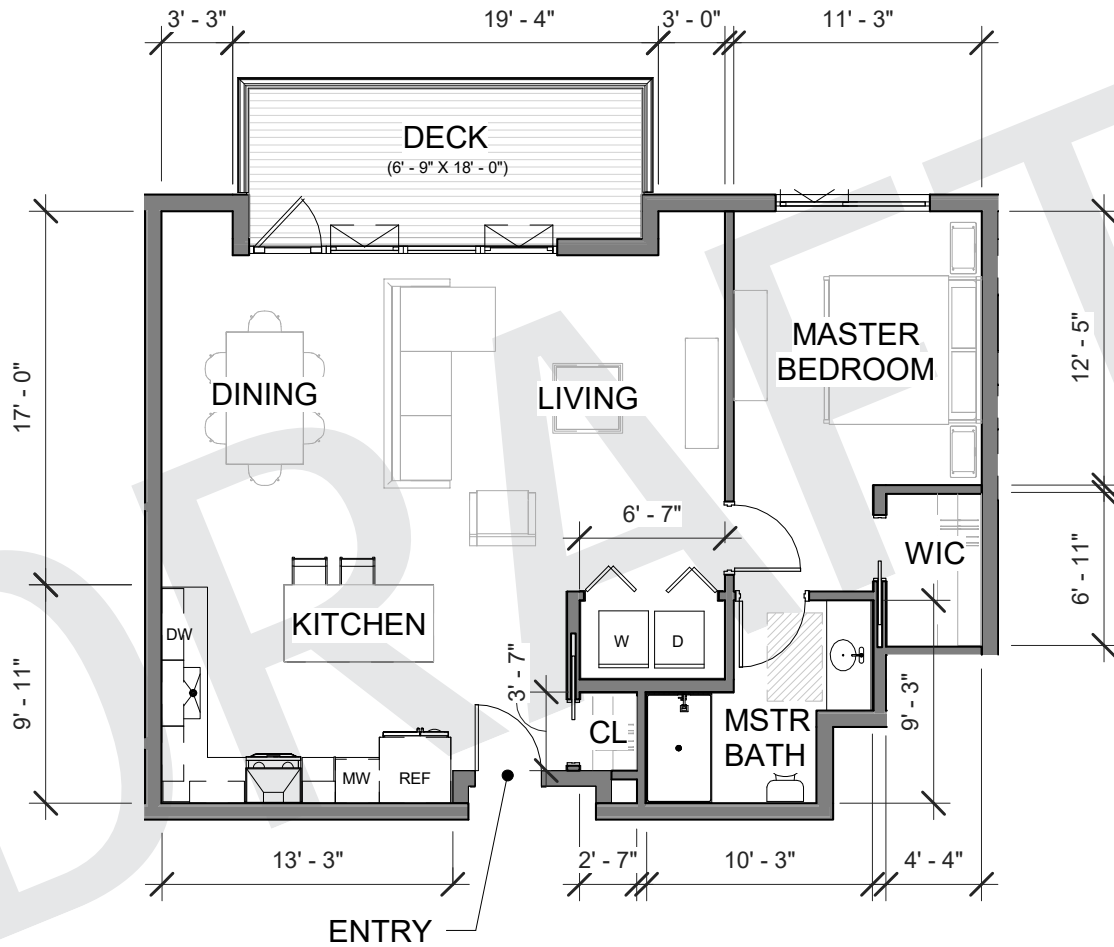 3' - 3"
19' - 4"
3' - 0"
11' - 3"
DECK
(6' - 9" X 18' - 0")
17' - 0"
12' - 5"
MASTER
BEDROOM
DINING
LIVING
6' - 7"
WIC
6' - 11"
KITCHEN
DW
W
D
9' - 11"
3' - 7"
9' - 3"
CL
MSTR
BATH
MW
REF
13' - 3"
2' - 7"
10' - 3"
4' - 4"
ENTRY
DRAFT